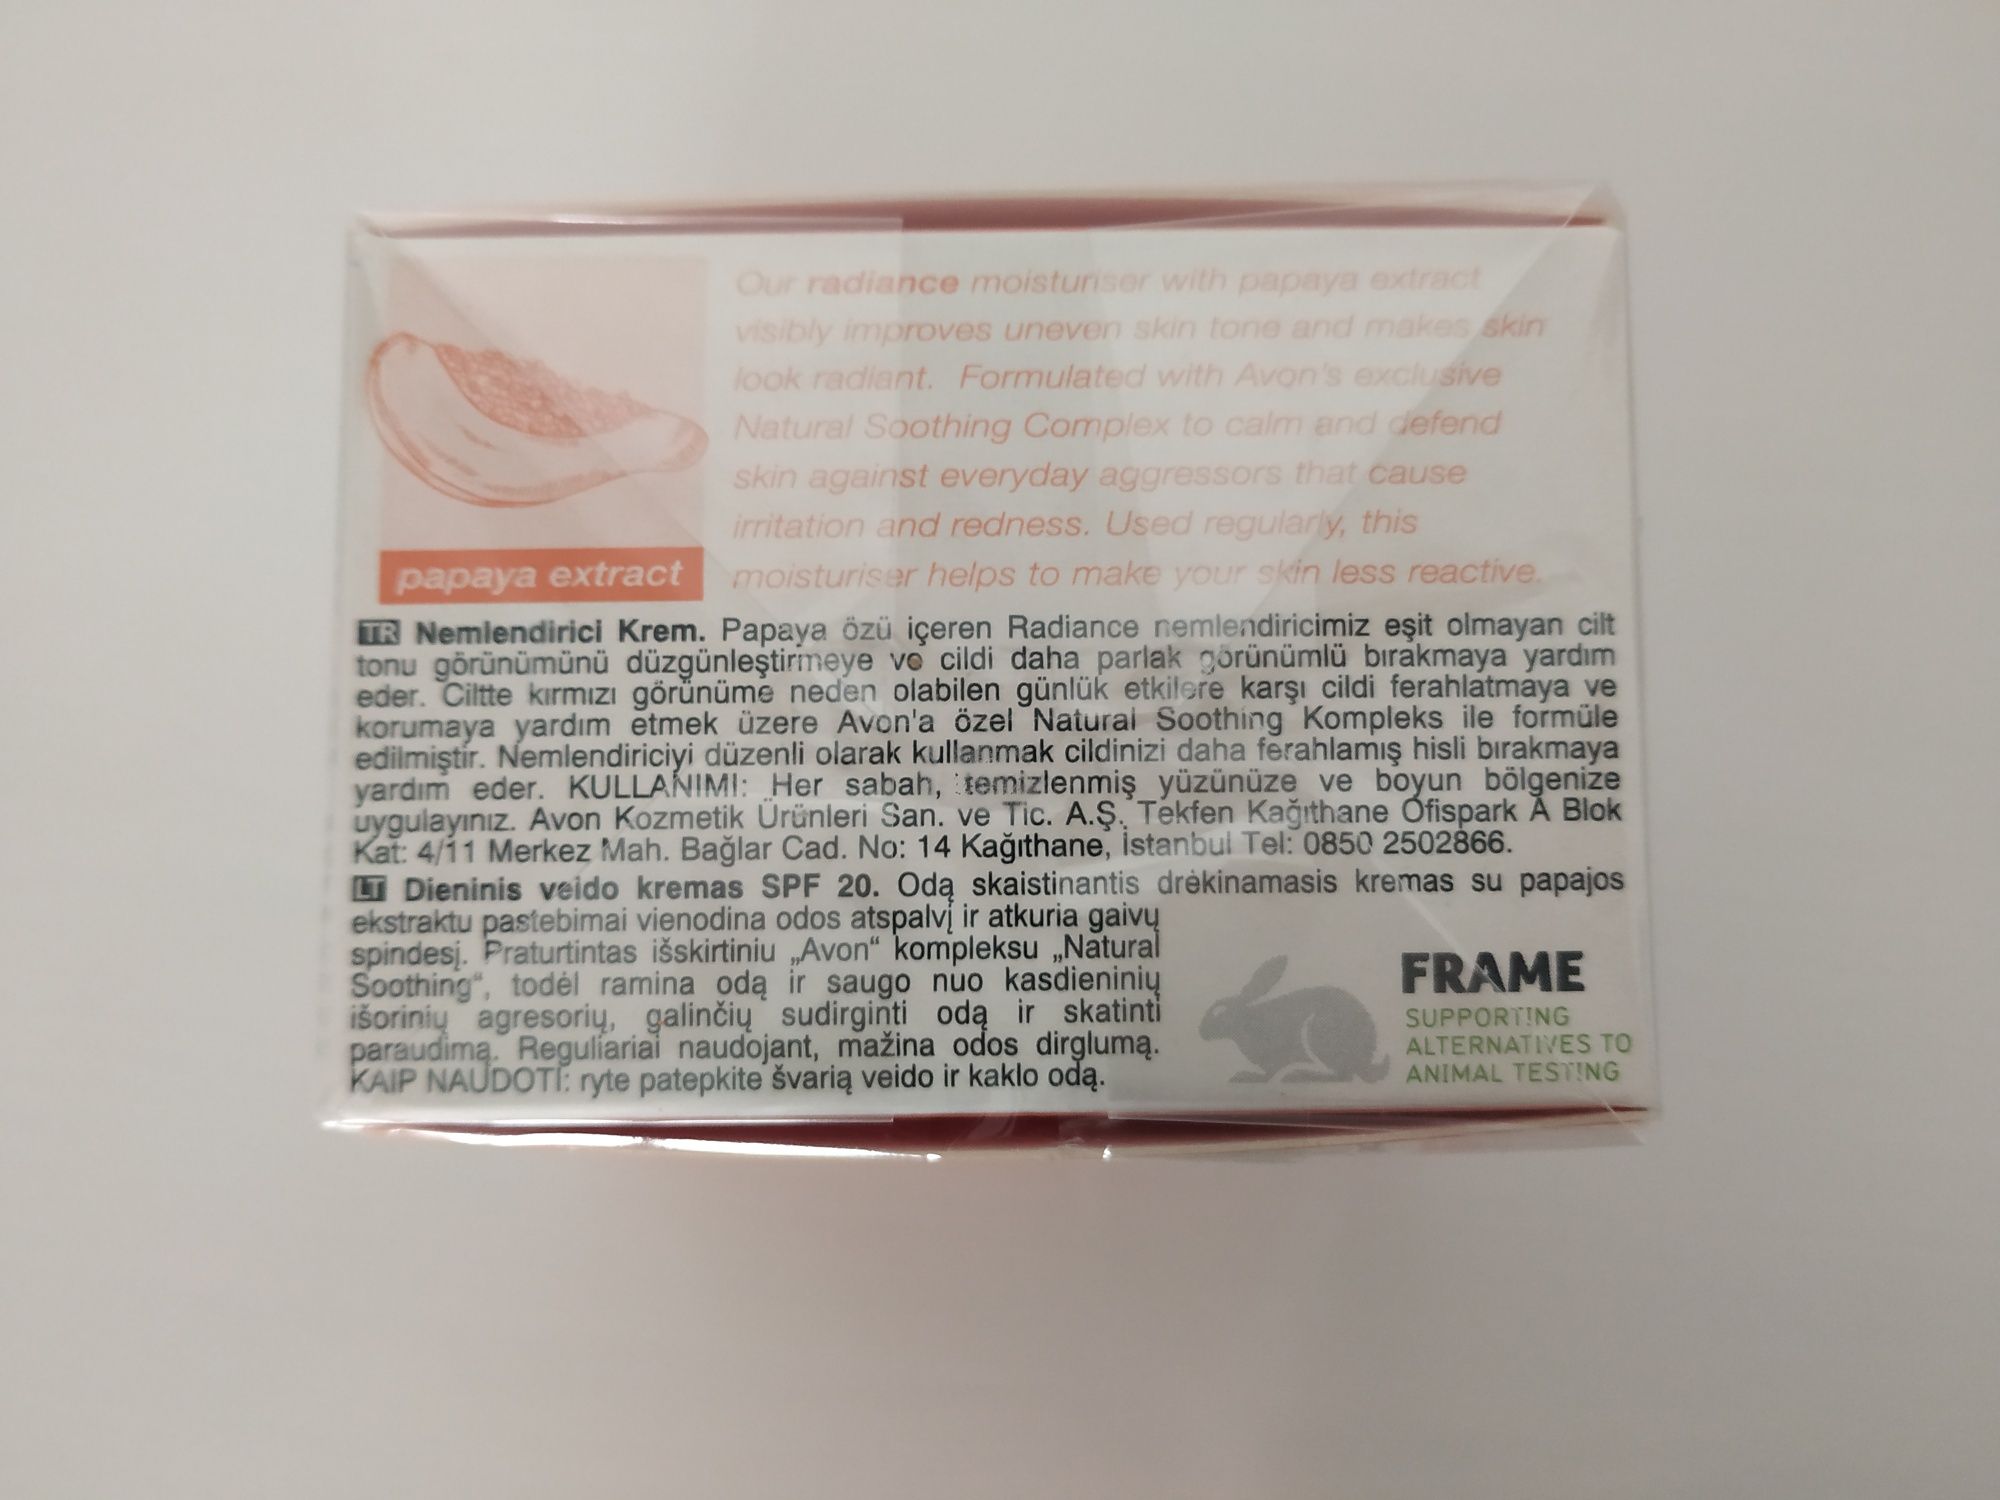 Our radiance moisturiser with papaya extract
visibly improves uneven skin tone and makes skin
look radiant. Formulated with Avon's exclusive
Natural Soothing Complex to calm and defend
skin against everyday aggressors that cause
irritation and redness. Used regularly, this
moisturiser helps to make your skin less reactive.
papaya extract
TR Nemlendirici Krem. Papaya özü içeren Radiance nemlendiricimiz eşit olmayan cilt
tonu görünümünü düzgünleştirmeye ve cildi daha parlak görünümlü bırakmaya yardım
eder. Ciltte kırmızı görünüme neden olabilen günlük etkilere karşı cildi ferahlatmaya ve
korumaya yardım etmek üzere Avon'a özel Natural Soothing Kompleks ile formüle
edilmiştir. Nemlendiriciyi düzenli olarak kullanmak cildinizi daha ferahlamış hisli bırakmaya
yardım eder. KULLANIMI: Her sabah, temizlenmiş yüzünüze ve boyun bölgenize
uygulayınız. Avon Kozmetik Ürünleri San. ve Tic. A.Ş. Tekfen Kağıthane Ofispark A Blok
Kat: 4/11 Merkez Mah. Bağlar Cad. No: 14 Kağıthane, İstanbul Tel: 0850 2502866.
LT Dieninis veido kremas SPF 20. Odą skaistinantis drėkinamasis kremas su papajos
ekstraktu pastebimai vienodina odos atspalvį ir atkuria gaivų
spindesį. Praturtintas išskirtiniu „Avon“ kompleksu „Natural
Soothing“, todėl ramina odą ir saugo nuo kasdieninių
išorinių agresorių, galinčių sudirginti odą ir skatinti
paraudimą. Reguliariai naudojant, mažina odos dirglumą.
KAIP NAUDOTI: ryte patepkite švarią veido ir kaklo odą.
FRAME
SUPPORTING
ALTERNATIVES TO
ANIMAL TESTING